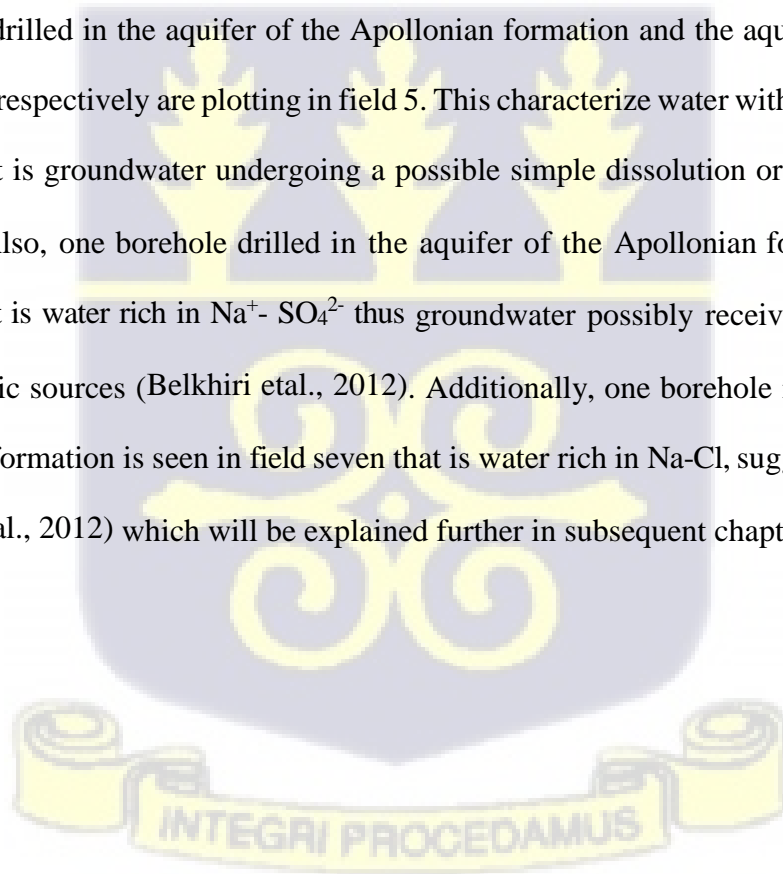 drilled in the aquifer of the Apollonian formation and the aqu
respectively are plotting in field 5. This characterize water with
t is groundwater undergoing a possible simple dissolution or
lso, one borehole drilled in the aquifer of the Apollonian fo
t is water rich in Na⁺- SO₄²⁻ thus groundwater possibly receiv
ic sources (Belkhiri etal., 2012). Additionally, one borehole
formation is seen in field seven that is water rich in Na-Cl, sug
al., 2012) which will be explained further in subsequent chapt
INTEGRI PROCEDAMUS